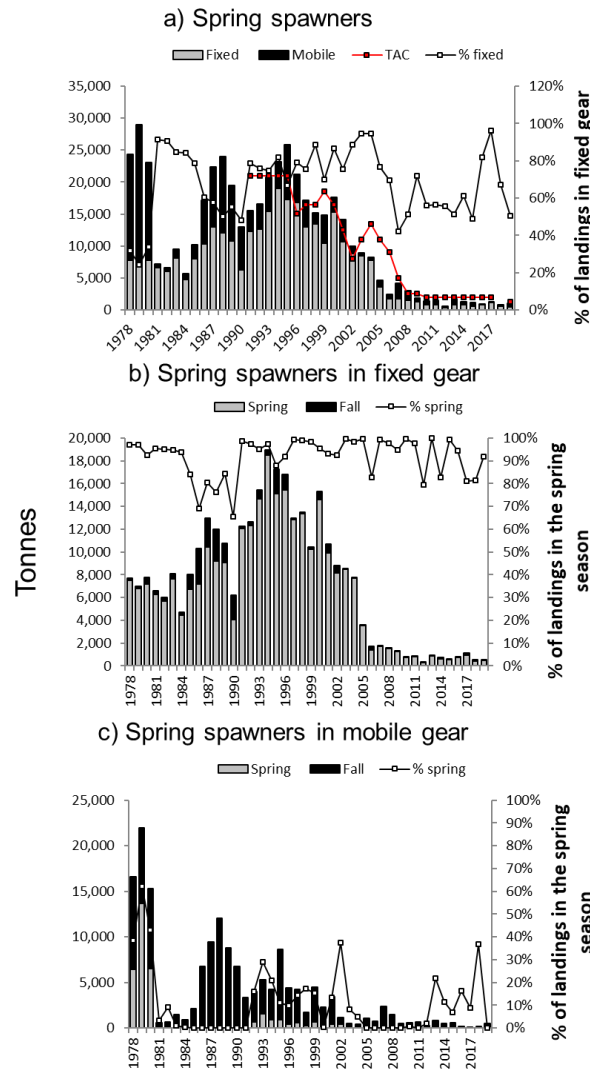 a) Spring spawners
Fixed Mobile TAC % fixed
35,000 120%
30,000 100%
25,000 80%
20,000
15,000 60%
10,000 40%
5,000 20%
0 0%
1978 1981 1984 1987 1990 1993 1996 1999 2002 2005 2008 2011 2014 2017
% of landings in fixed gear
b) Spring spawners in fixed gear
Spring Fall % spring
20,000 100%
18,000 90%
16,000 80%
14,000 70%
12,000 60%
10,000 50%
8,000 40%
6,000 30%
4,000 20%
2,000 10%
0 0%
1978 1981 1984 1987 1990 1993 1996 1999 2002 2005 2008 2011 2014 2017
% of landings in the spring
season
Tonnes
c) Spring spawners in mobile gear
Spring Fall % spring
25,000 100%
90%
20,000 80%
70%
15,000 60%
50%
10,000 40%
30%
5,000 20%
10%
0 0%
1978 1981 1984 1987 1990 1993 1996 1999 2002 2005 2008 2011 2014 2017
% of landings in the spring
season